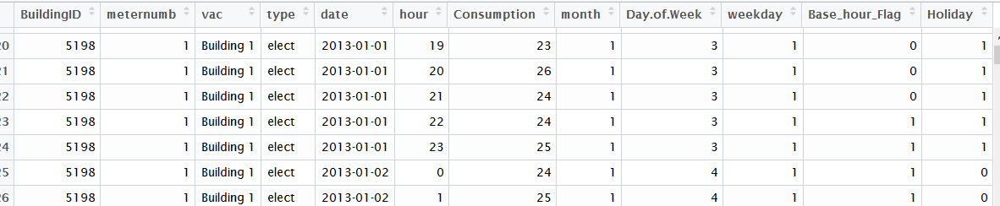 BuildingID meternumb vac type date hour Consumption month Day.of.Week weekday Base_hour_Flag Holiday
20 5198 1 Building 1 elect 2013-01-01 19 23 1 3 1 0 1
21 5198 1 Building 1 elect 2013-01-01 20 26 1 3 1 0 1
22 5198 1 Building 1 elect 2013-01-01 21 24 1 3 1 0 1
23 5198 1 Building 1 elect 2013-01-01 22 24 1 3 1 1 1
24 5198 1 Building 1 elect 2013-01-01 23 25 1 3 1 1 1
25 5198 1 Building 1 elect 2013-01-02 0 24 1 4 1 1 0
26 5198 1 Building 1 elect 2013-01-02 1 25 1 4 1 1 0